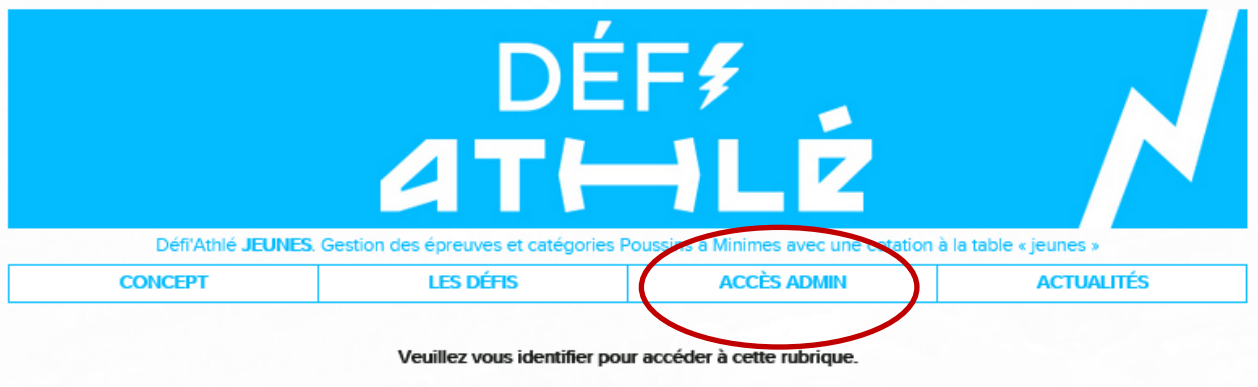 DÉFI
ATHLÉ
Défi'Athlé JEUNES. Gestion des épreuves et catégories Poussins à Minimes avec une cotation à la table « jeunes »
CONCEPT LES DÉFIS ACCÈS ADMIN ACTUALITÉS
Veuillez vous identifier pour accéder à cette rubrique.